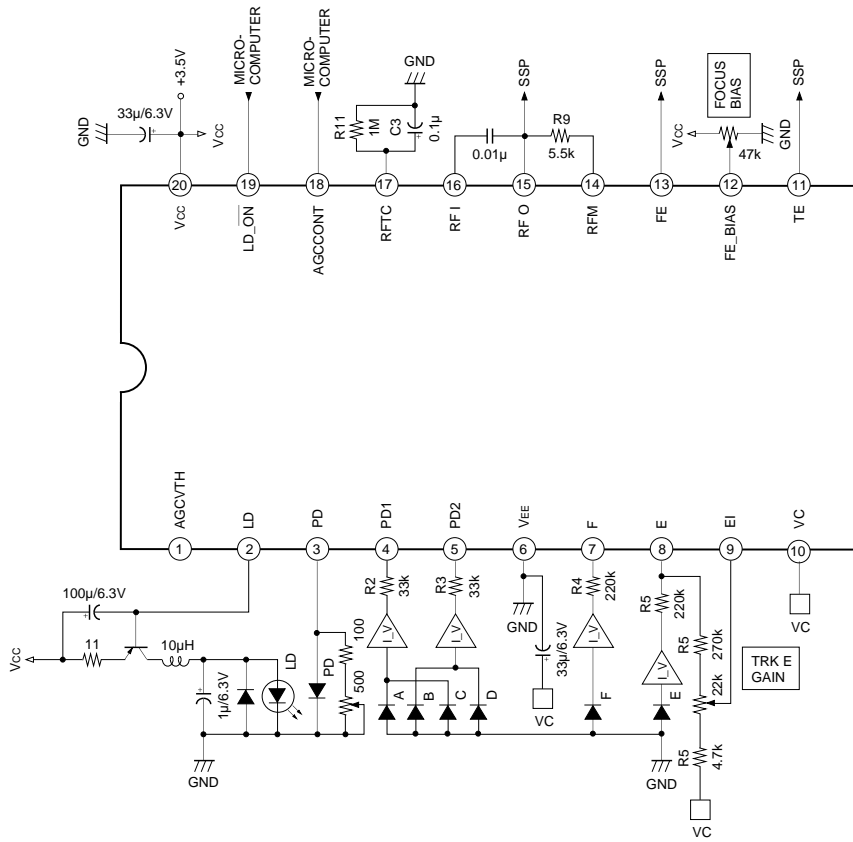 GND
33µ/6.3V
+3.5V
VCC
MICRO-
COMPUTER
MICRO-
COMPUTER
GND
R11
1M
C3
0.1µ
SSP
0.01µ
R9
5.5k
SSP
FOCUS
BIAS
VCC
GND
47k
SSP
20
19
18
17
16
15
14
13
12
11
VCC
LD_ON
AGCCONT
RFTC
RF I
RF O
RFM
FE
FE_BIAS
TE
AGCVTH
LD
PD
PD1
PD2
VEE
F
E
EI
VC
1
2
3
4
5
6
7
8
9
10
100µ/6.3V
VCC
11
10µH
1µ/6.3V
LD
GND
PD
100
500
R2
33k
I_V
R3
33k
I_V
A
B
C
D
GND
33µ/6.3V
VC
R4
220k
I_V
F
R5
220k
I_V
E
GND
R5
270k
22k
R5
4.7k
VC
TRK E
GAIN
VC